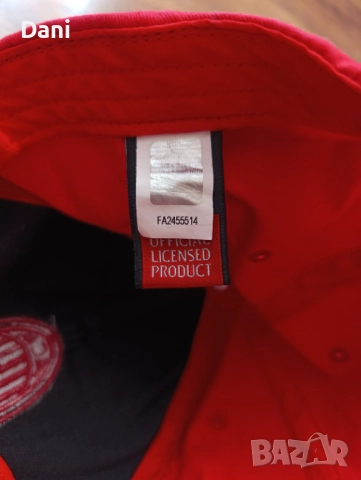 Dani
FA2455514
OFFICIAL
LICENSED
PRODUCT
BAZAR